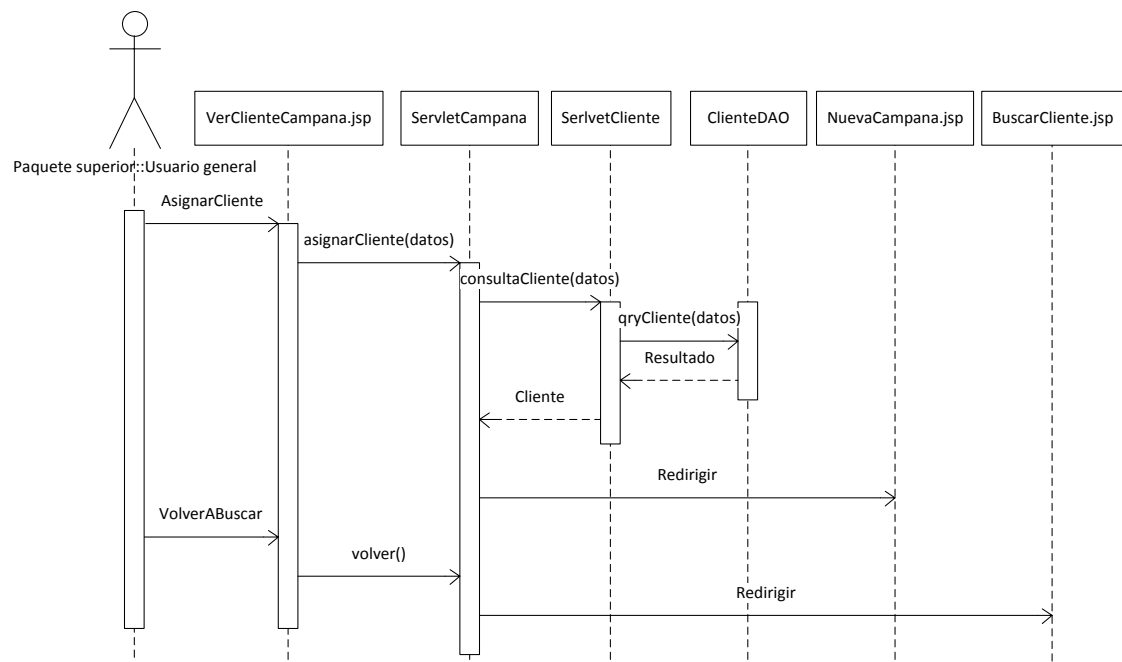 VerClienteCampana.jsp
ServletCampana
SerlvetCliente
ClienteDAO
NuevaCampana.jsp
BuscarCliente.jsp
Paquete superior::Usuario general
AsignarCliente
asignarCliente(datos)
consultaCliente(datos)
qryCliente(datos)
Resultado
Cliente
Redirigir
VolverABuscar
volver()
Redirigir